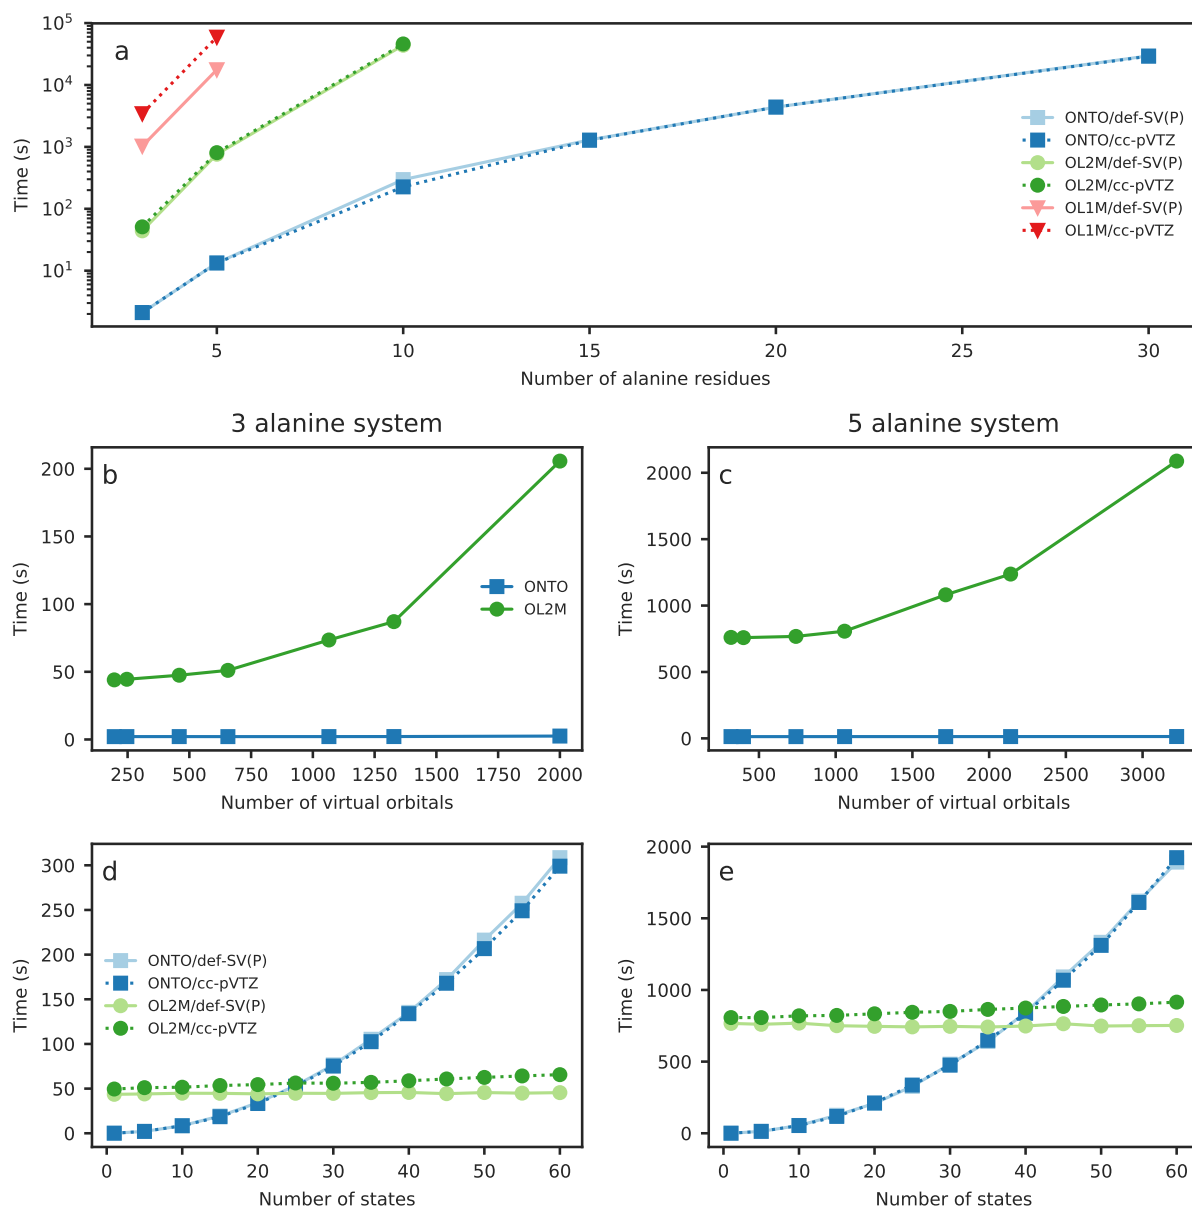 a
10^5
10^4
10^3
10^2
10^1
Time (s)
5
10
15
20
25
30
Number of alanine residues
ONTO/def-SV(P)
ONTO/cc-pVTZ
OL2M/def-SV(P)
OL2M/cc-pVTZ
OL1M/def-SV(P)
OL1M/cc-pVTZ
3 alanine system
b
200
150
100
50
0
Time (s)
ONTO
OL2M
250
500
750
1000
1250
1500
1750
2000
Number of virtual orbitals
5 alanine system
c
2000
1500
1000
500
0
Time (s)
500
1000
1500
2000
2500
3000
Number of virtual orbitals
d
300
250
200
150
100
50
0
Time (s)
ONTO/def-SV(P)
ONTO/cc-pVTZ
OL2M/def-SV(P)
OL2M/cc-pVTZ
0
10
20
30
40
50
60
Number of states
e
2000
1500
1000
500
0
Time (s)
0
10
20
30
40
50
60
Number of states